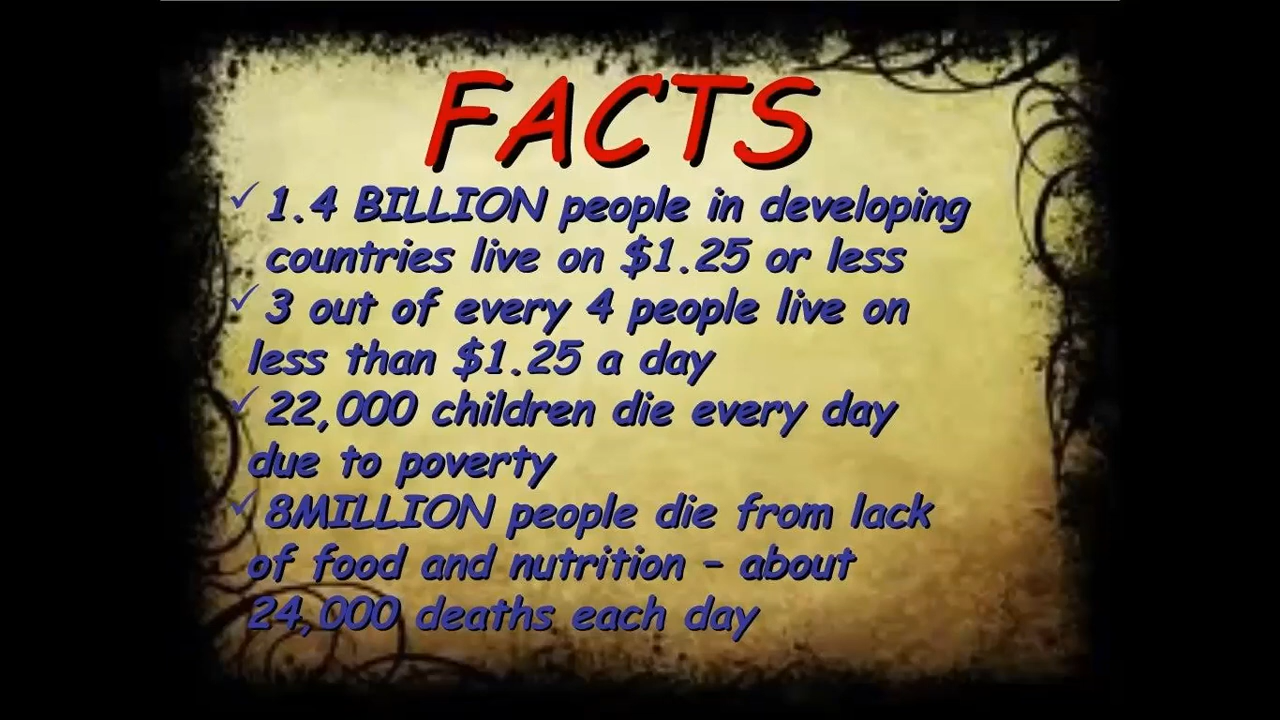 FACTS
✓1.4 BILLION people in developing
countries live on $1.25 or less
✓3 out of every 4 people live on
less than $1.25 a day
✓22,000 children die every day
due to poverty
✓8MILLION people die from lack
of food and nutrition – about
24,000 deaths each day